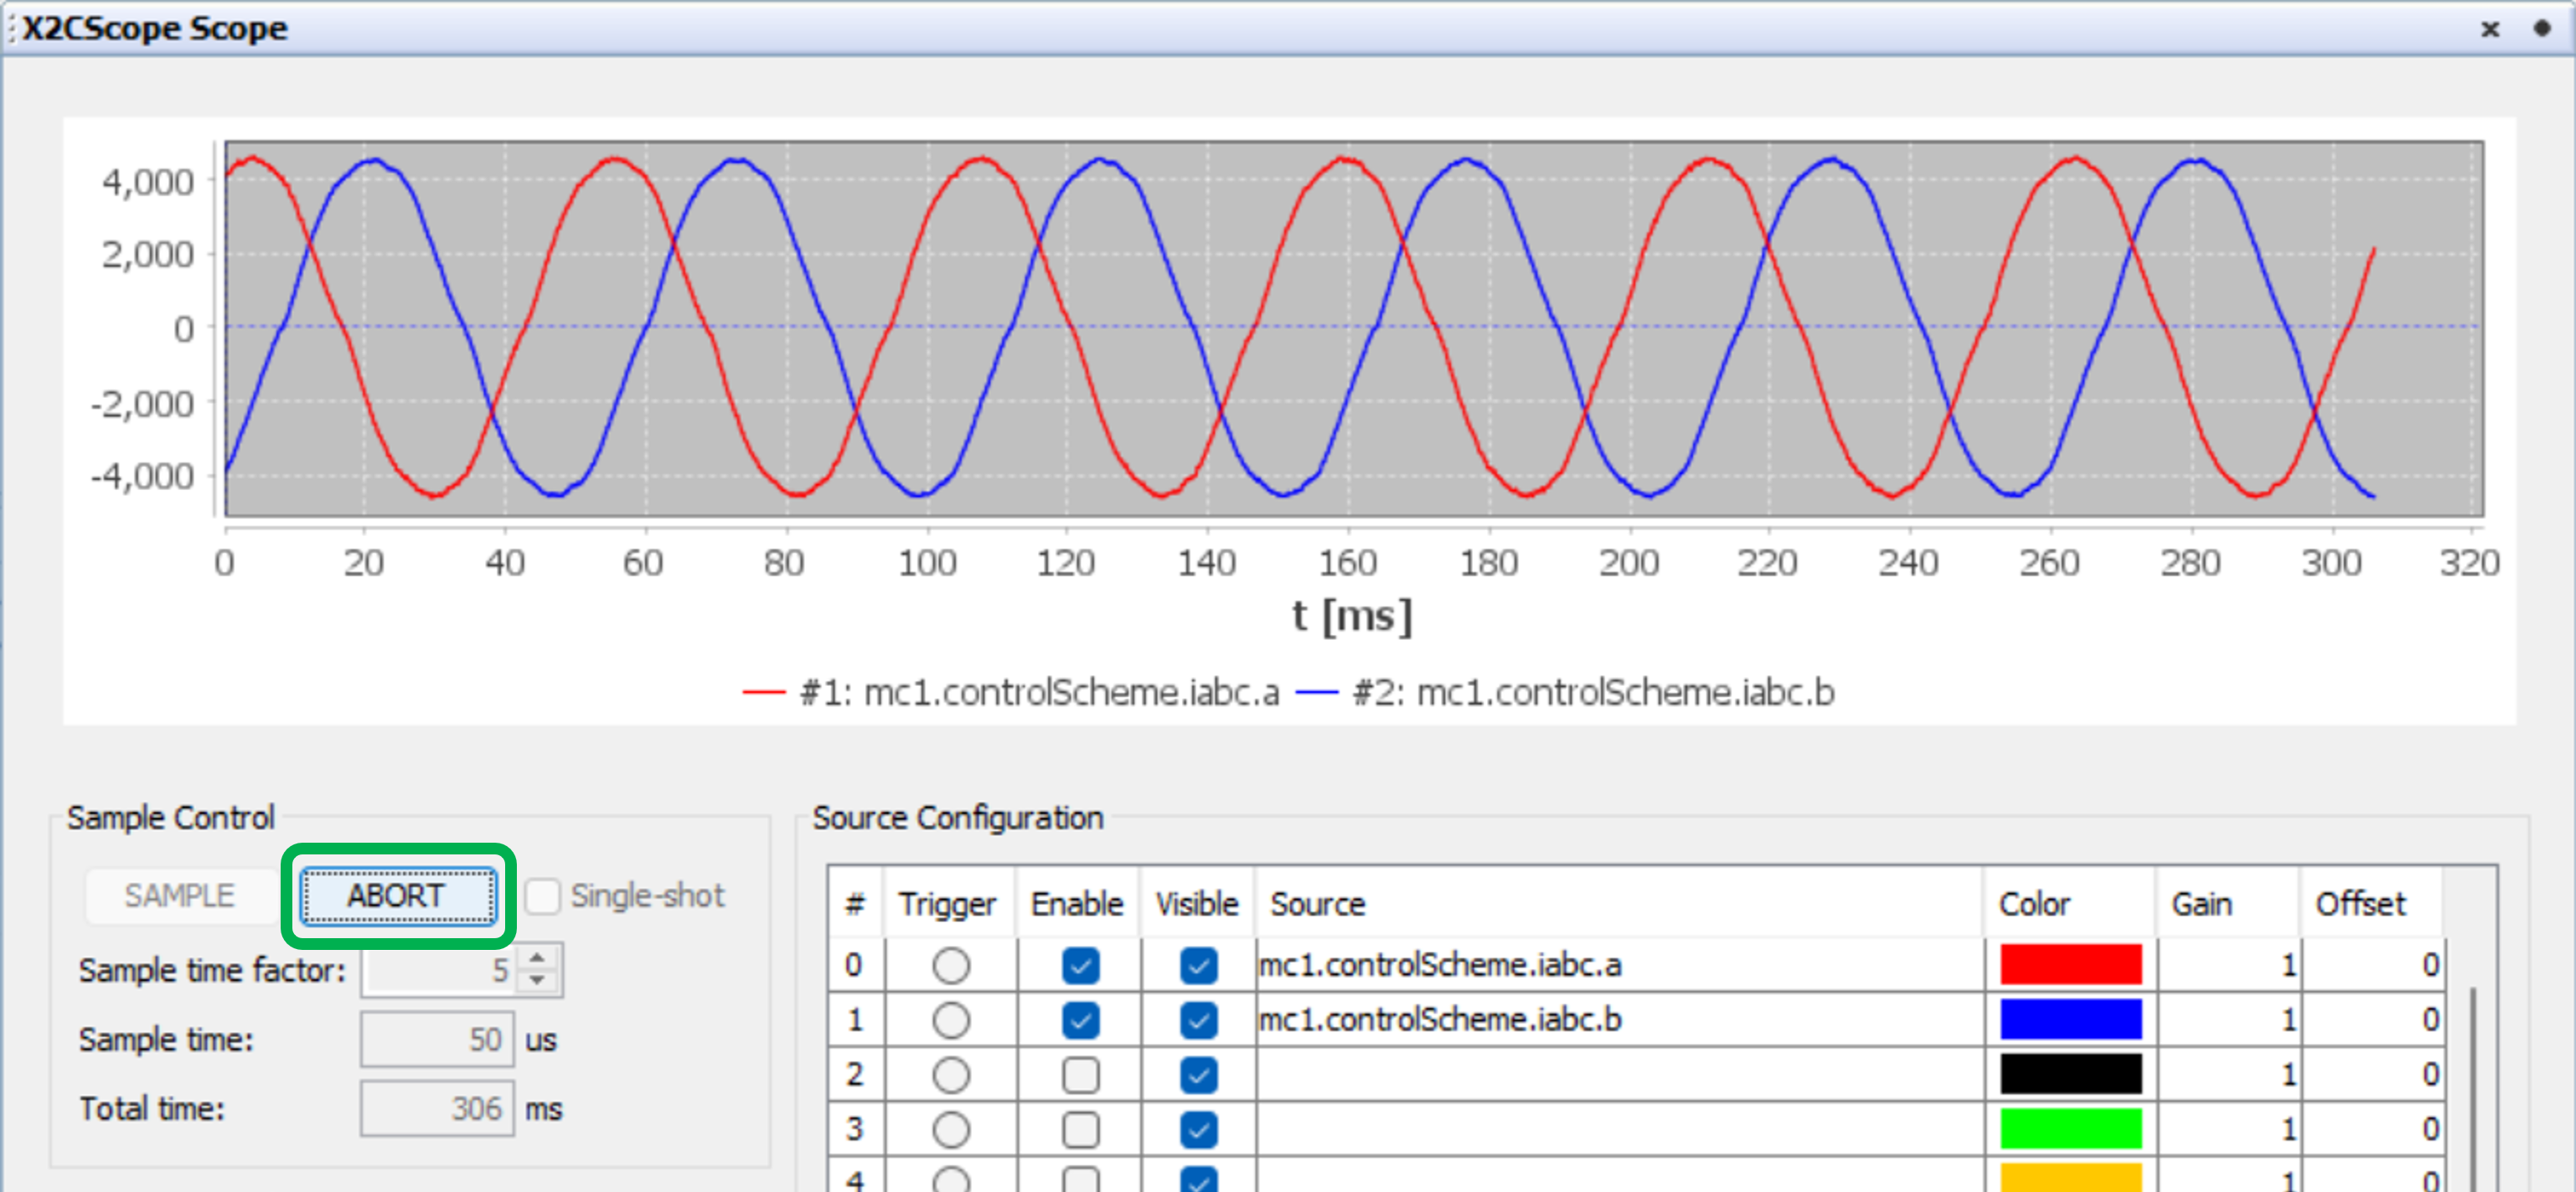 X2CScope Scope
4,000
2,000
0
-2,000
-4,000
0 20 40 60 80 100 120 140 160 180 200 220 240 260 280 300 320
t [ms]
#1: mc1.controlScheme.iabc.a #2: mc1.controlScheme.iabc.b
Sample Control
SAMPLE ABORT Single-shot
Sample time factor: 5
Sample time: 50 us
Total time: 306 ms
Source Configuration
# Trigger Enable Visible Source Color Gain Offset
0 mc1.controlScheme.iabc.a 1 0
1 mc1.controlScheme.iabc.b 1 0
2 1 0
3 1 0
4 1 0